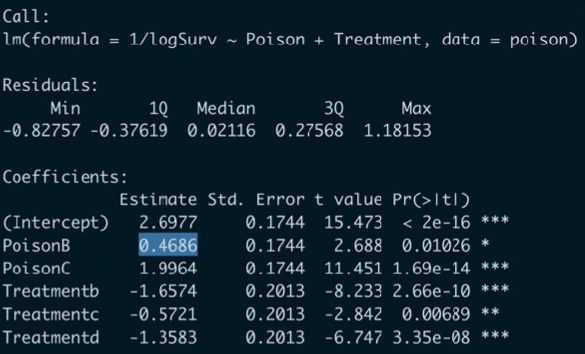 Call:
lm(formula = 1/logSurv ~ Poison + Treatment, data = poison)
Residuals:
Min 1Q Median 3Q Max
-0.82757 -0.37619 0.02116 0.27568 1.18153
Coefficients:
Estimate Std. Error t value Pr(>|t|)
(Intercept) 2.6977 0.1744 15.473 < 2e-16 ***
PoisonB 0.4686 0.1744 2.688 0.01026 *
PoisonC 1.9964 0.1744 11.451 1.69e-14 ***
Treatmentb -1.6574 0.2013 -8.233 2.66e-10 ***
Treatmentc -0.5721 0.2013 -2.842 0.00689 **
Treatmentd -1.3583 0.2013 -6.747 3.35e-08 ***